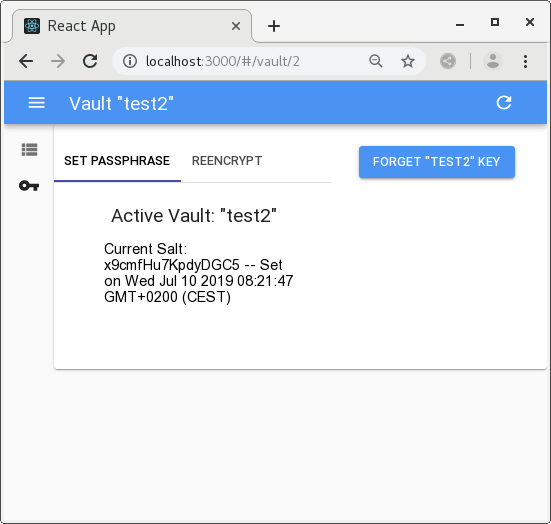 React App
localhost:3000/#/vault/2
Vault "test2"
SET PASSPHRASE REENCRYPT
FORGET "TEST2" KEY
Active Vault: "test2"
Current Salt:
x9cmfHu7KpdyDGC5 -- Set
on Wed Jul 10 2019 08:21:47
GMT+0200 (CEST)